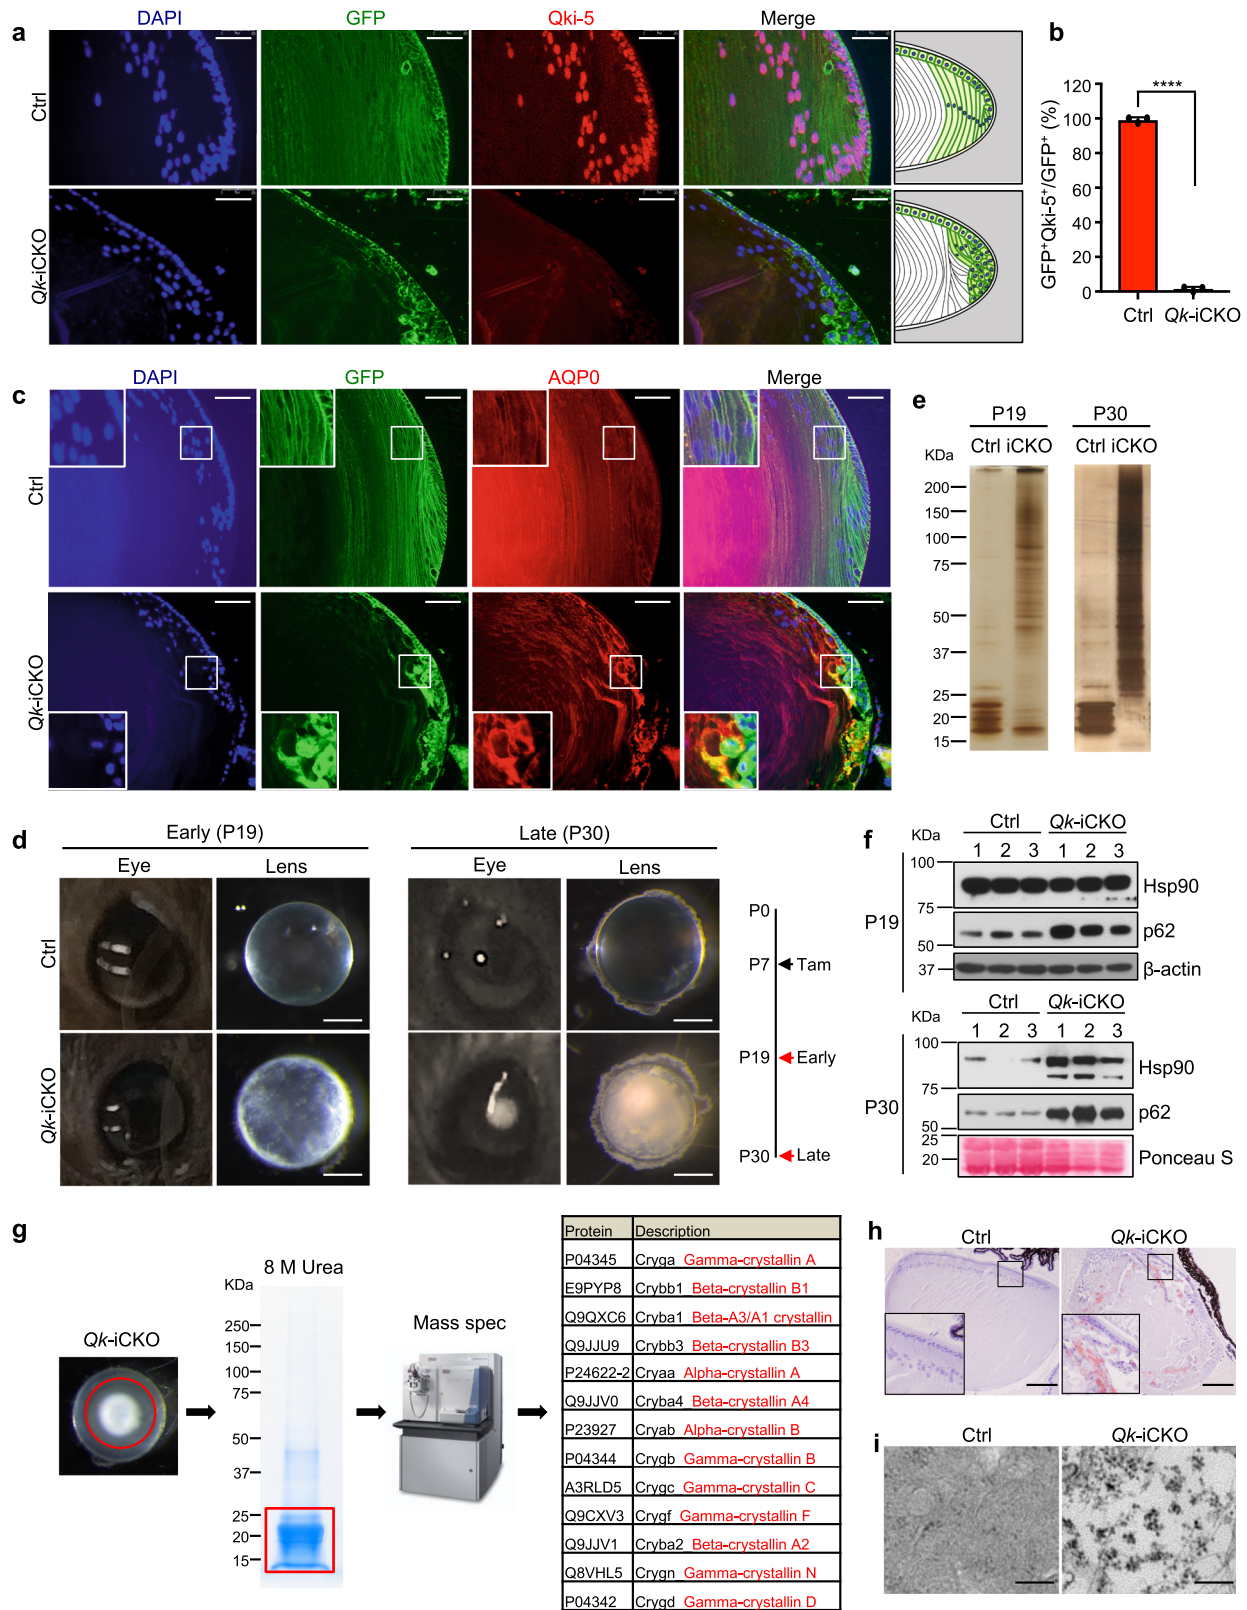 a
DAPI GFP Qki-5 Merge
Ctrl
Qk-iCKO
b
GFP+Qki-5+/GFP+ (%)
****
120
100
80
60
40
20
0
Ctrl Qk-iCKO
c
DAPI GFP AQP0 Merge
Ctrl
Qk-iCKO
e
P19 P30
KDa Ctrl iCKO Ctrl iCKO
200
150
100
75
50
37
25
20
15
d
Early (P19) Late (P30)
Eye Lens Eye Lens
Ctrl
Qk-iCKO
P0
P7 Tam
P19 Early
P30 Late
f
KDa Ctrl Qk-iCKO
1 2 3 1 2 3
P19
100
75
Hsp90
50
p62
37
β-actin
KDa Ctrl Qk-iCKO
1 2 3 1 2 3
P30
100
75
Hsp90
50
p62
25
20
Ponceau S
g
Qk-iCKO
8 M Urea
KDa
250
150
100
75
50
37
25
20
15
Mass spec
Protein Description
P04345 Cryga Gamma-crystallin A
E9PYP8 Crybb1 Beta-crystallin B1
Q9QXC6 Cryba1 Beta-A3/A1 crystallin
Q9JJU9 Crybb3 Beta-crystallin B3
P24622-2 Cryaa Alpha-crystallin A
Q9JJV0 Cryba4 Beta-crystallin A4
P23927 Cryab Alpha-crystallin B
P04344 Crygb Gamma-crystallin B
A3RLD5 Crygc Gamma-crystallin C
Q9CXV3 Crygf Gamma-crystallin F
Q9JJV1 Cryba2 Beta-crystallin A2
Q8VHL5 Crygn Gamma-crystallin N
P04342 Crygd Gamma-crystallin D
h
Ctrl Qk-iCKO
i
Ctrl Qk-iCKO